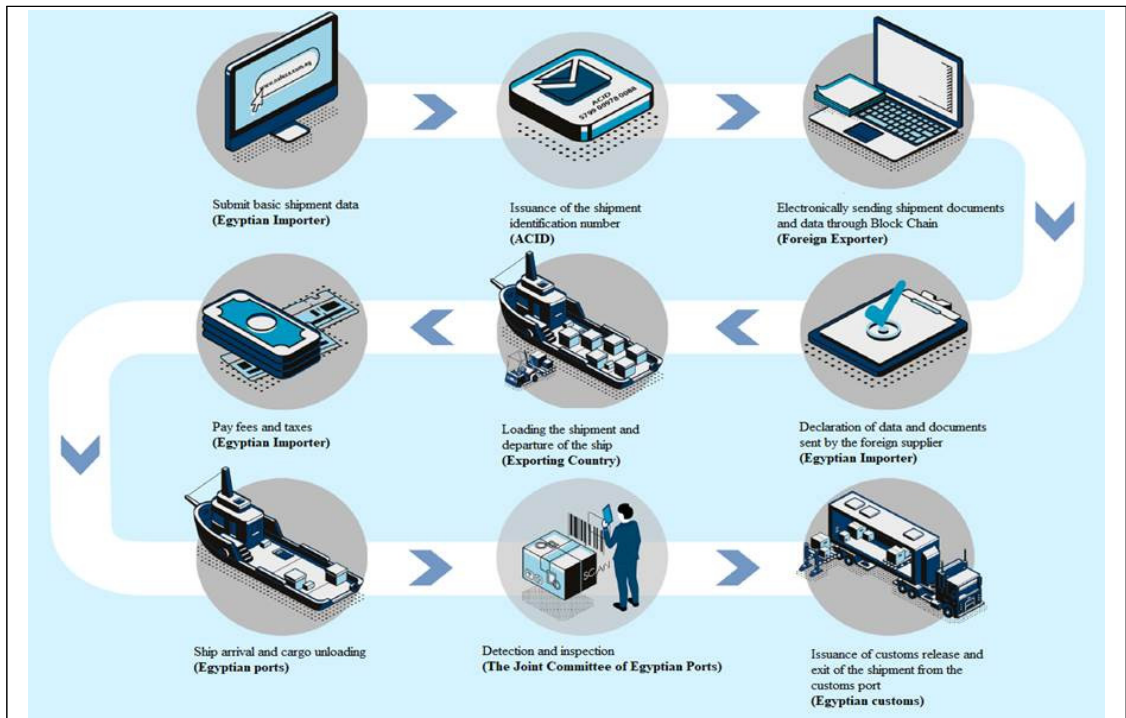 www.nafeza.com.eg
ACID
5799 09978 0088
Submit basic shipment data
(Egyptian Importer)
Issuance of the shipment
identification number
(ACID)
Electronically sending shipment documents
and data through Block Chain
(Foreign Exporter)
Declaration of data and documents
sent by the foreign supplier
(Egyptian Importer)
Loading the shipment and
departure of the ship
(Exporting Country)
Pay fees and taxes
(Egyptian Importer)
Ship arrival and cargo unloading
(Egyptian ports)
SCAN
Detection and inspection
(The Joint Committee of Egyptian Ports)
Issuance of customs release and
exit of the shipment from the
customs port
(Egyptian customs)